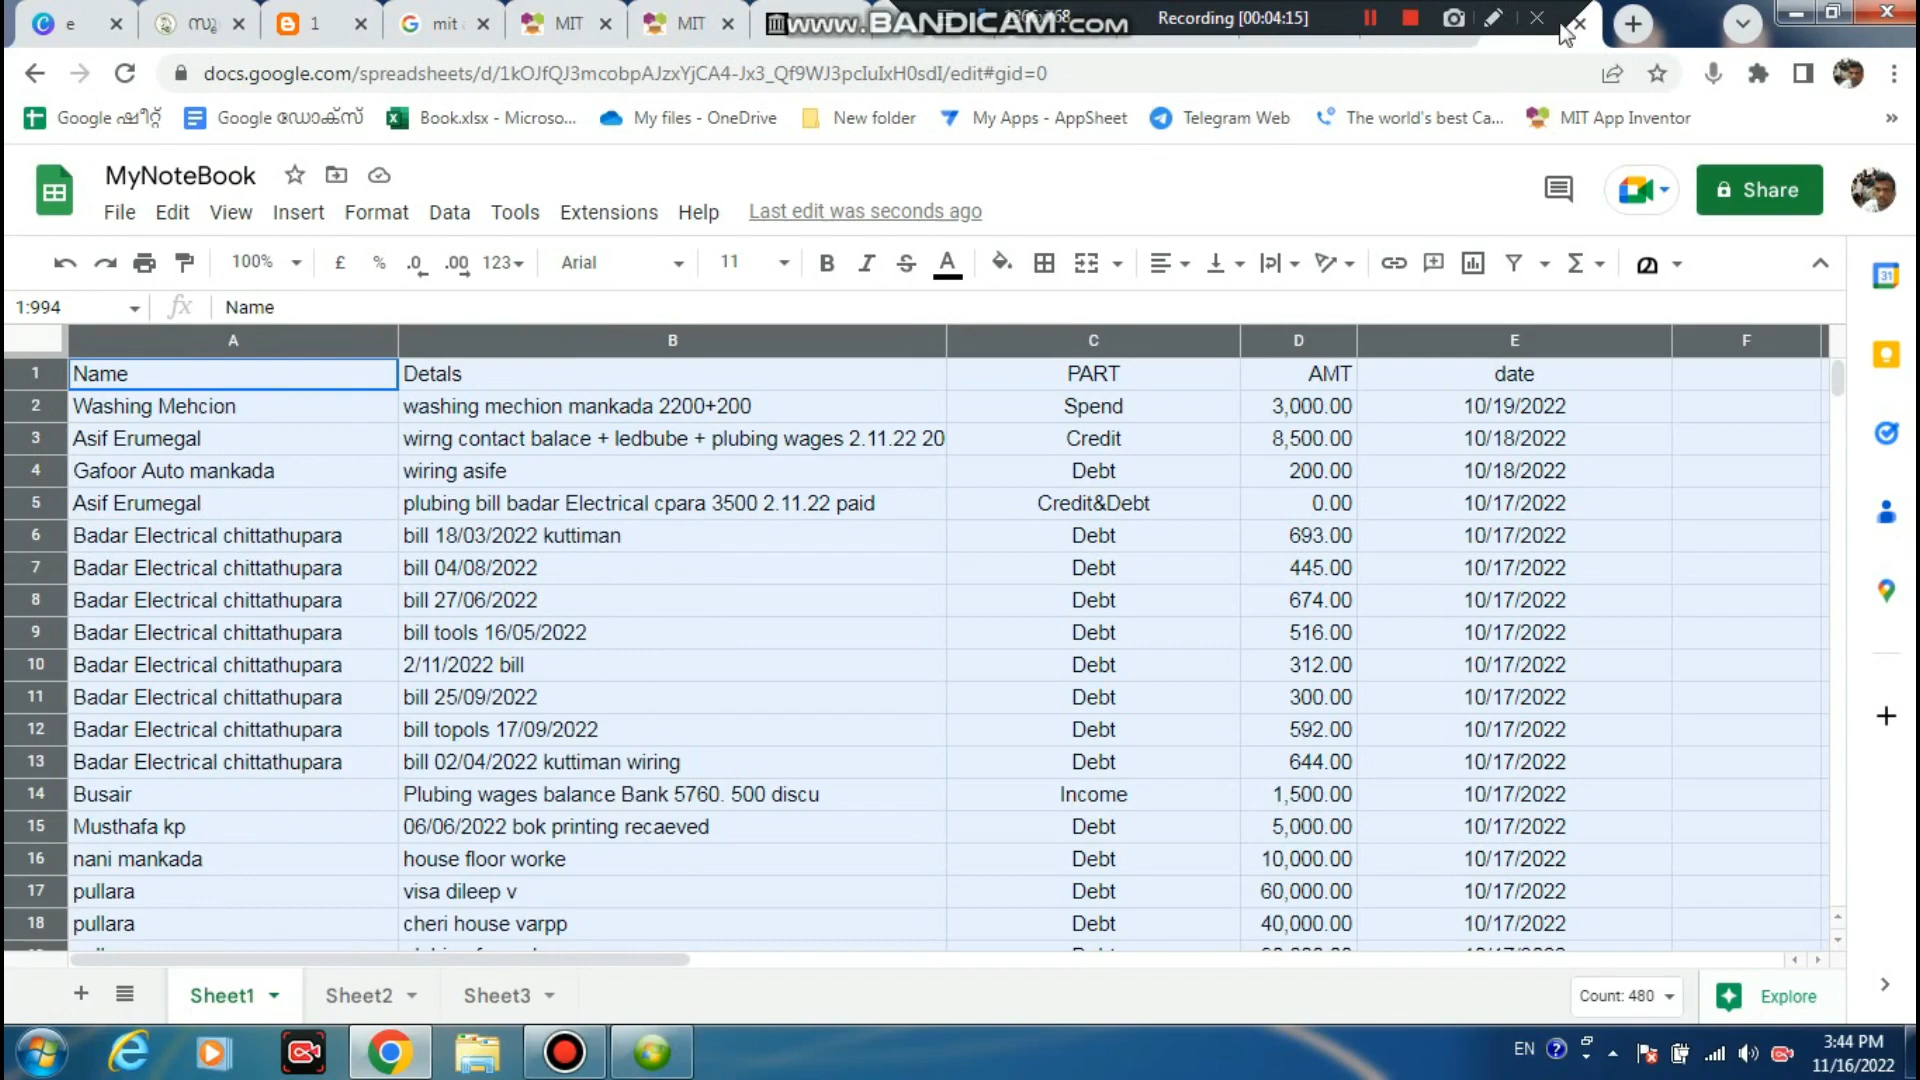 e
സൂ
1
mit
MIT
MIT
www.BANDICAM.com
Recording [00:04:15]
docs.google.com/spreadsheets/d/1kOJfQJ3mcobpAJzxYjCA4-Jx3_Qf9WJ3pcIuIxH0sdI/edit#gid=0
Google ഷീറ്റ്
Google ഡോക്സ്
Book.xlsx - Microso...
My files - OneDrive
New folder
My Apps - AppSheet
Telegram Web
The world's best Ca...
MIT App Inventor
»
MyNoteBook
File Edit View Insert Format Data Tools Extensions Help Last edit was seconds ago
Share
100% £ % .0 .00 123 Arial 11 B I S A Σ ത
1:994 fx Name
A B C D E F
1 Name Detals PART AMT date
2 Washing Mehcion washing mechion mankada 2200+200 Spend 3,000.00 10/19/2022
3 Asif Erumegal wirng contact balace + ledbube + plubing wages 2.11.22 20 Credit 8,500.00 10/18/2022
4 Gafoor Auto mankada wiring asife Debt 200.00 10/18/2022
5 Asif Erumegal plubing bill badar Electrical cpara 3500 2.11.22 paid Credit&Debt 0.00 10/17/2022
6 Badar Electrical chittathupara bill 18/03/2022 kuttiman Debt 693.00 10/17/2022
7 Badar Electrical chittathupara bill 04/08/2022 Debt 445.00 10/17/2022
8 Badar Electrical chittathupara bill 27/06/2022 Debt 674.00 10/17/2022
9 Badar Electrical chittathupara bill tools 16/05/2022 Debt 516.00 10/17/2022
10 Badar Electrical chittathupara 2/11/2022 bill Debt 312.00 10/17/2022
11 Badar Electrical chittathupara bill 25/09/2022 Debt 300.00 10/17/2022
12 Badar Electrical chittathupara bill topols 17/09/2022 Debt 592.00 10/17/2022
13 Badar Electrical chittathupara bill 02/04/2022 kuttiman wiring Debt 644.00 10/17/2022
14 Busair Plubing wages balance Bank 5760. 500 discu Income 1,500.00 10/17/2022
15 Musthafa kp 06/06/2022 bok printing recaeved Debt 5,000.00 10/17/2022
16 nani mankada house floor worke Debt 10,000.00 10/17/2022
17 pullara visa dileep v Debt 60,000.00 10/17/2022
18 pullara cheri house varpp Debt 40,000.00 10/17/2022
Sheet1 Sheet2 Sheet3 Count: 480 Explore
EN
3:44 PM
11/16/2022